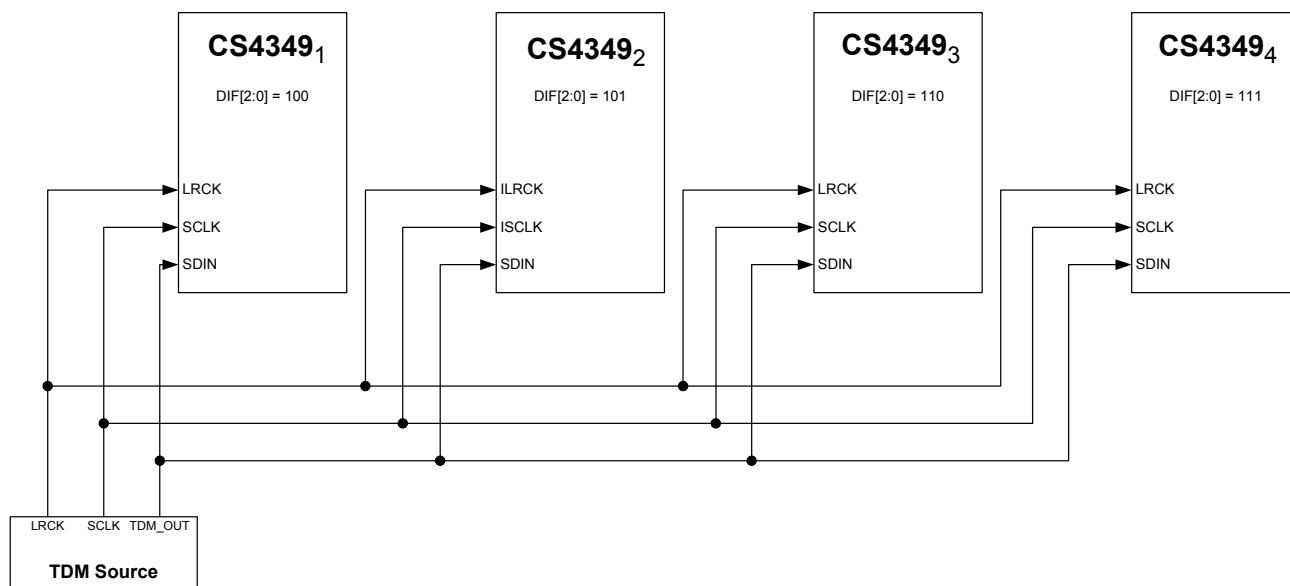 CS4349₁ CS4349₂ CS4349₃ CS4349₄
DIF[2:0] = 100 DIF[2:0] = 101 DIF[2:0] = 110 DIF[2:0] = 111
LRCK ILRCK LRCK LRCK
SCLK ISCLK SCLK SCLK
SDIN SDIN SDIN SDIN
LRCK SCLK TDM_OUT
TDM Source